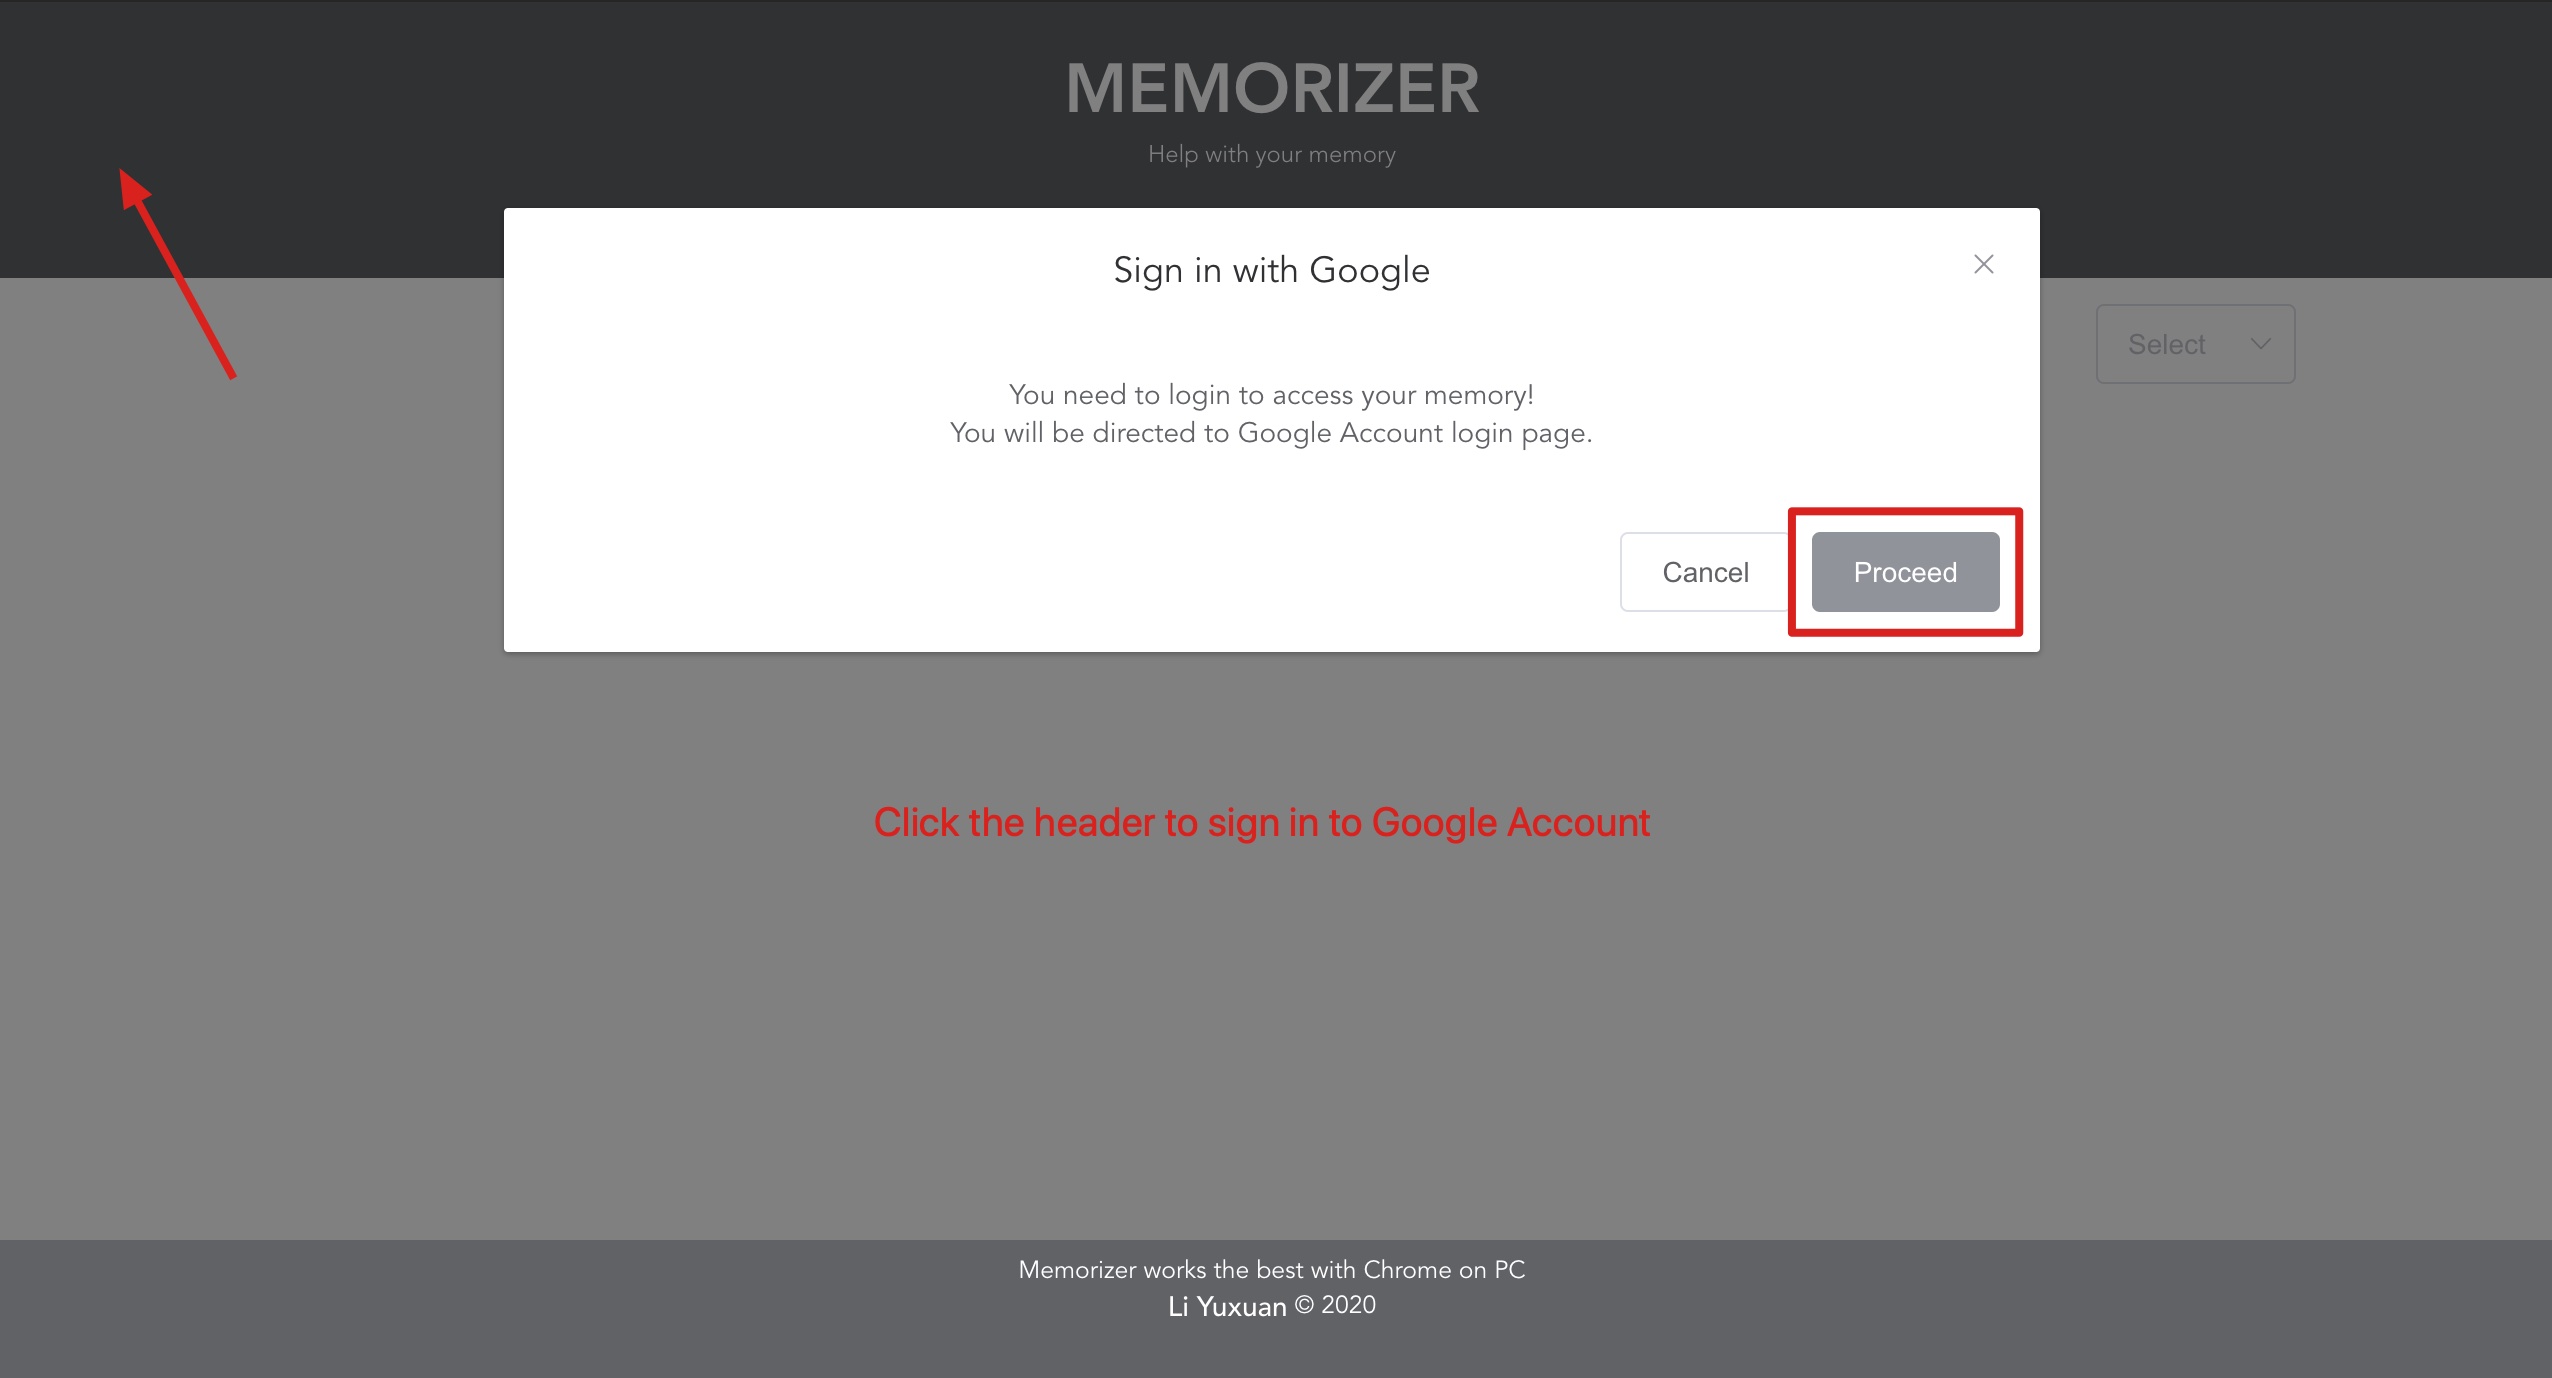 MEMORIZER
Help with your memory
Sign in with Google
Select
You need to login to access your memory!
You will be directed to Google Account login page.
Cancel
Proceed
Click the header to sign in to Google Account
Memorizer works the best with Chrome on PC
Li Yuxuan © 2020